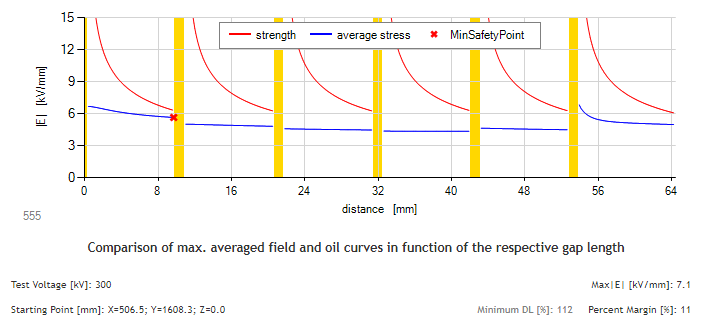 strength average stress MinSafetyPoint
15
12
9
6
3
0
|E| [kV/mm]
0 8 16 24 32 40 48 56 64
distance [mm]
555
Comparison of max. averaged field and oil curves in function of the respective gap length
Test Voltage [kV]: 300 Max|E| [kV/mm]: 7.1
Starting Point [mm]: X=506.5; Y=1608.3; Z=0.0 Minimum DL [%]: 112 Percent Margin [%]: 11